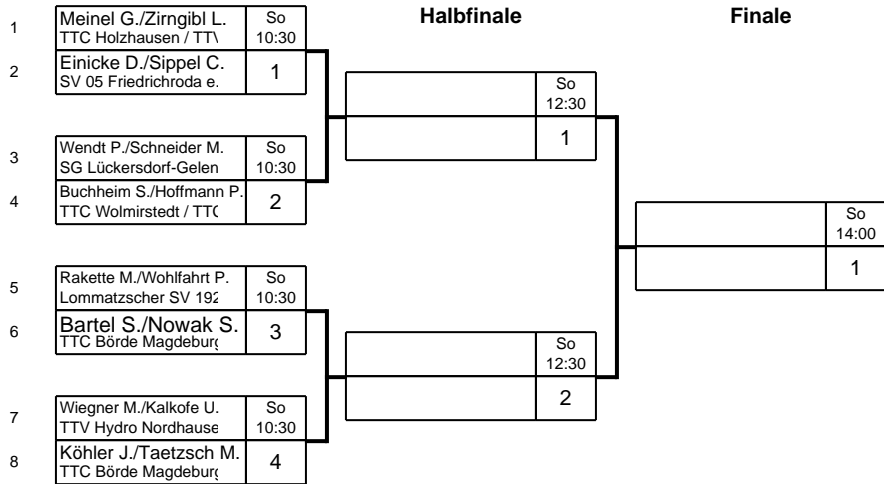 Halbfinale
Finale
1
Meinel G./Zirngibl L.
TTC Holzhausen / TTV
So
10:30
2
Einicke D./Sippel C.
SV 05 Friedrichroda e.
1
3
Wendt P./Schneider M.
SG Lückersdorf-Gelen
So
10:30
4
Buchheim S./Hoffmann P.
TTC Wolmirstedt / TTC
2
So
12:30
1
5
Rakette M./Wohlfahrt P.
Lommatzscher SV 192
So
10:30
6
Bartel S./Nowak S.
TTC Börde Magdeburg
3
7
Wiegner M./Kalkofe U.
TTV Hydro Nordhause
So
10:30
8
Köhler J./Taetzsch M.
TTC Börde Magdeburg
4
So
12:30
2
So
14:00
1